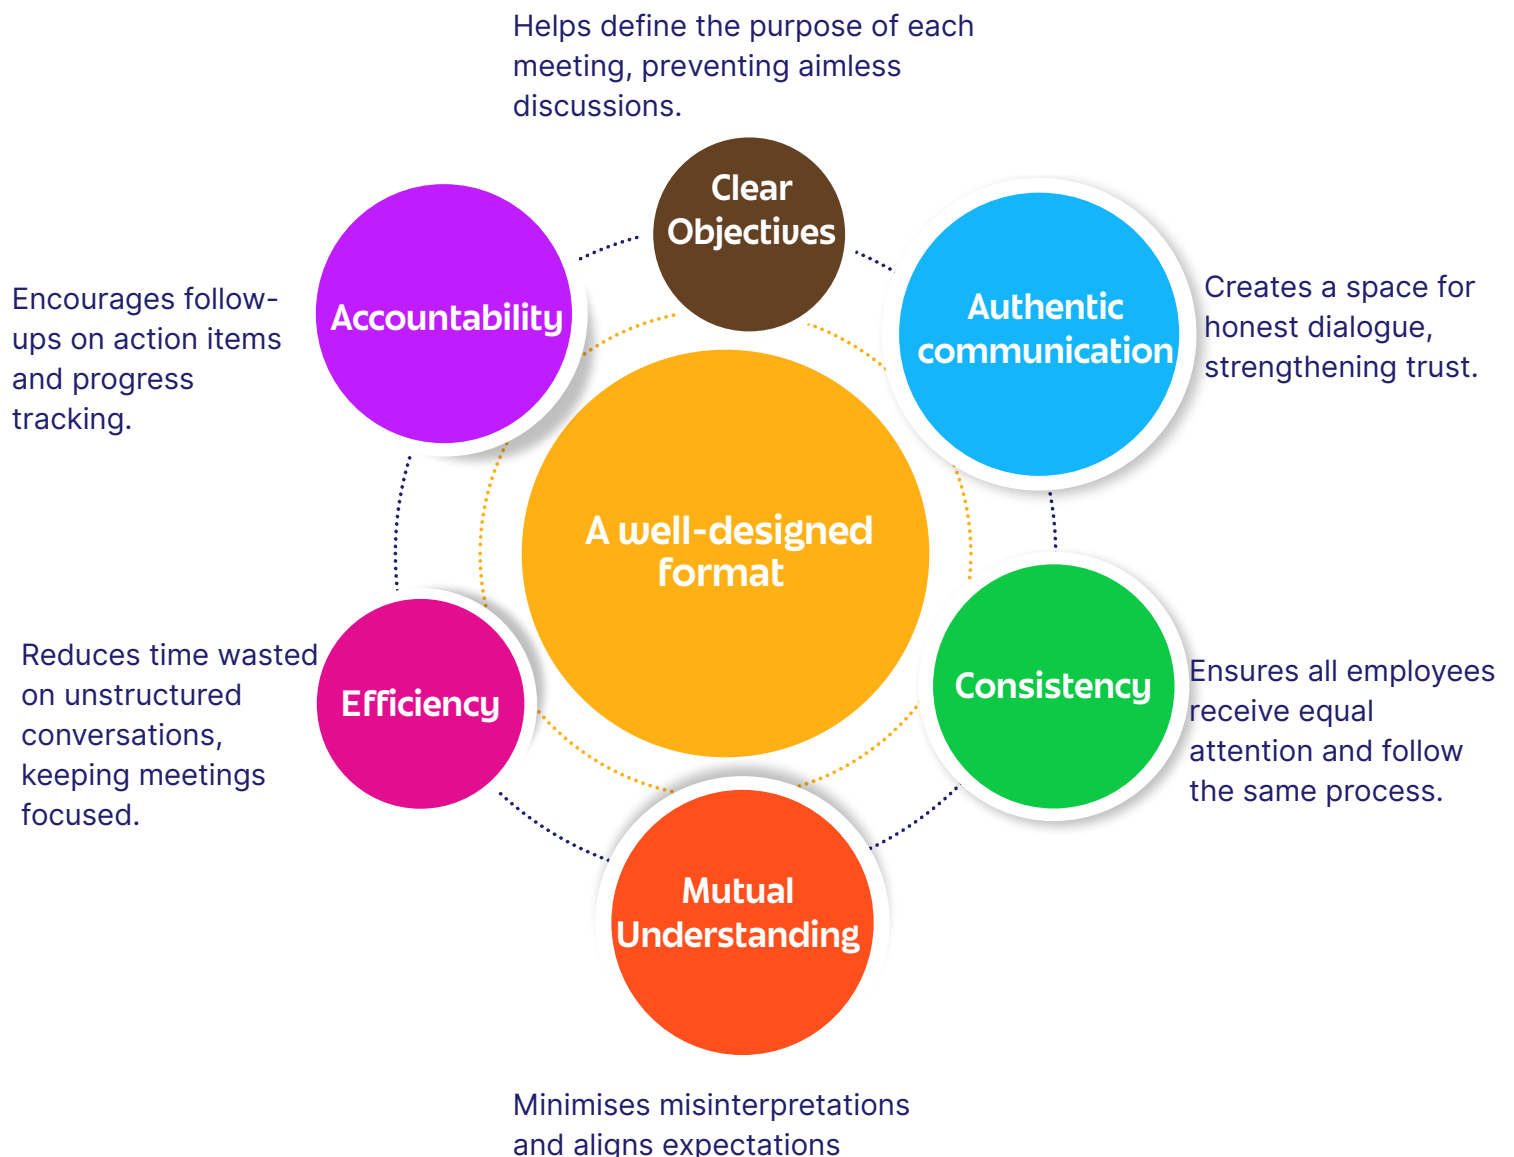 Helps define the purpose of each
meeting, preventing aimless
discussions.
Clear
Objectives
Authentic
communication
Creates a space for
honest dialogue,
strengthening trust.
Accountability
Encourages follow-
ups on action items
and progress
tracking.
A well-designed
format
Efficiency
Reduces time wasted
on unstructured
conversations,
keeping meetings
focused.
Consistency
Ensures all employees
receive equal
attention and follow
the same process.
Mutual
Understanding
Minimises misinterpretations
and aligns expectations